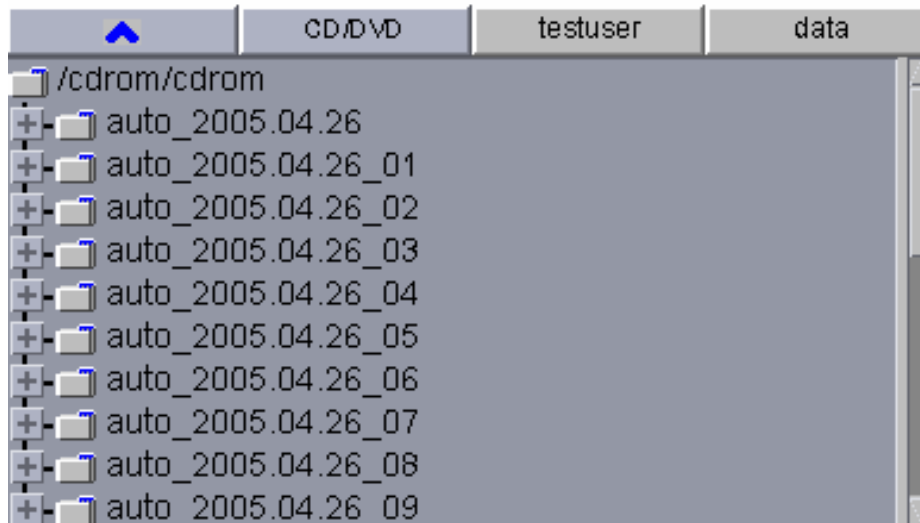 CD/DVD testuser data
/cdrom/cdrom
auto_2005.04.26
auto_2005.04.26_01
auto_2005.04.26_02
auto_2005.04.26_03
auto_2005.04.26_04
auto_2005.04.26_05
auto_2005.04.26_06
auto_2005.04.26_07
auto_2005.04.26_08
auto_2005.04.26_09